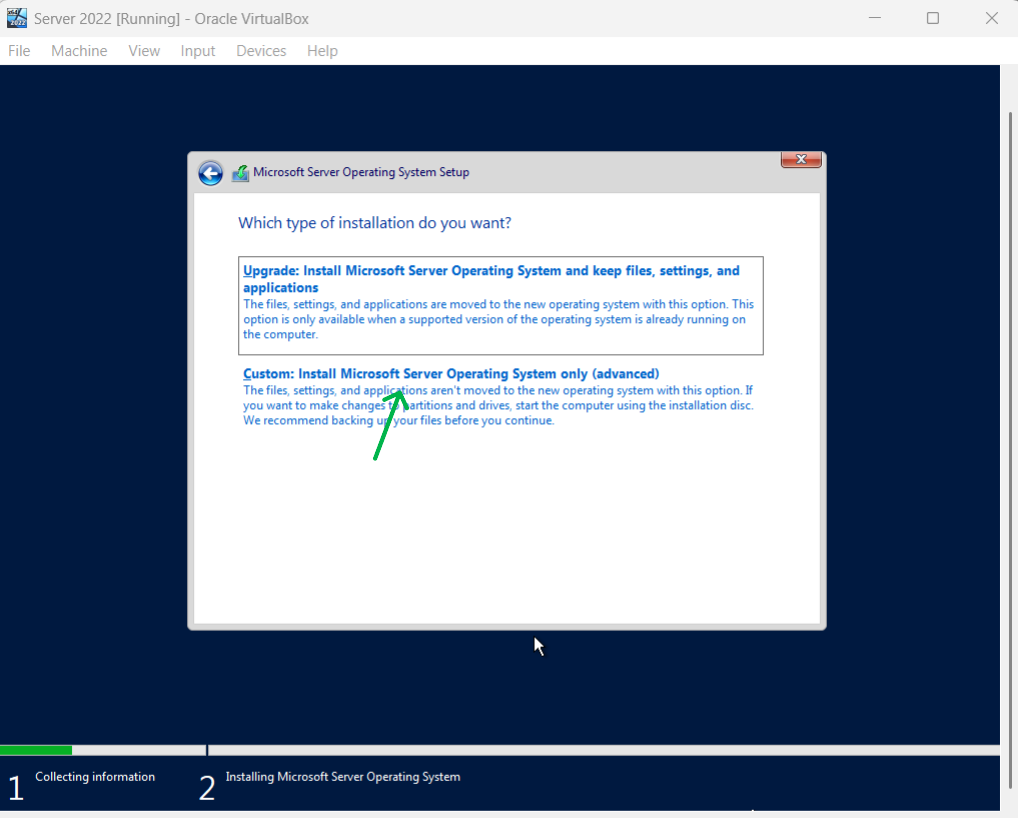 Server 2022 [Running] - Oracle VirtualBox
File Machine View Input Devices Help
Microsoft Server Operating System Setup
Which type of installation do you want?
Upgrade: Install Microsoft Server Operating System and keep files, settings, and
applications
The files, settings, and applications are moved to the new operating system with this option. This
option is only available when a supported version of the operating system is already running on
the computer.
Custom: Install Microsoft Server Operating System only (advanced)
The files, settings, and applications aren't moved to the new operating system with this option. If
you want to make changes to partitions and drives, start the computer using the installation disc.
We recommend backing up your files before you continue.
1 Collecting information 2 Installing Microsoft Server Operating System